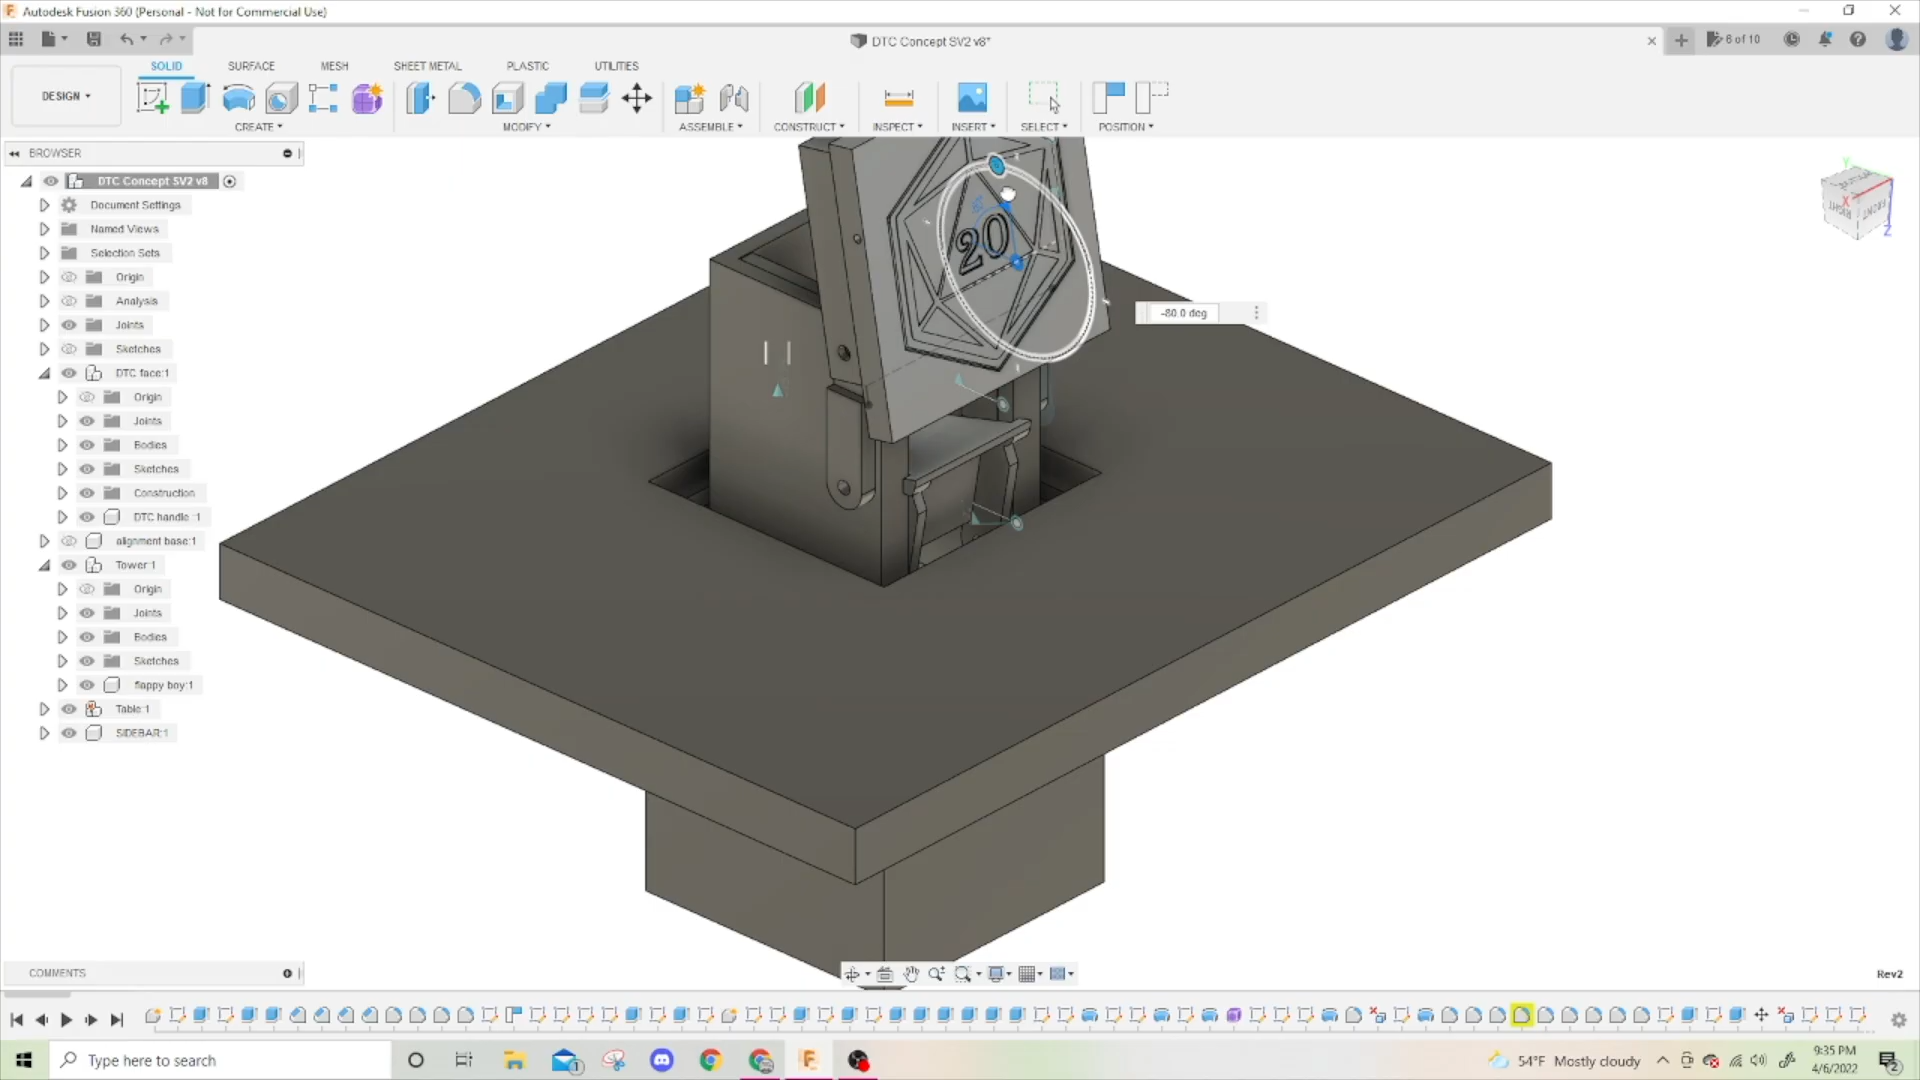 Autodesk Fusion 360 (Personal - Not for Commercial Use)
DTC Concept SV2 v8*
6 of 10
DESIGN
SOLID
SURFACE
MESH
SHEET METAL
PLASTIC
UTILITIES
CREATE
MODIFY
ASSEMBLE
CONSTRUCT
INSPECT
INSERT
SELECT
POSITION
BROWSER
DTC Concept SV2 v8
Document Settings
Named Views
Selection Sets
Origin
Analysis
Joints
Sketches
DTC face:1
Origin
Joints
Bodies
Sketches
Construction
DTC handle :1
alignment base:1
Tower:1
Origin
Joints
Bodies
Sketches
flappy boy:1
Table:1
SIDEBAR:1
20
-80.0 deg
RIGHT
FRONT
X
Y
Z
COMMENTS
Rev2
Type here to search
54°F Mostly cloudy
9:35 PM
4/6/2022